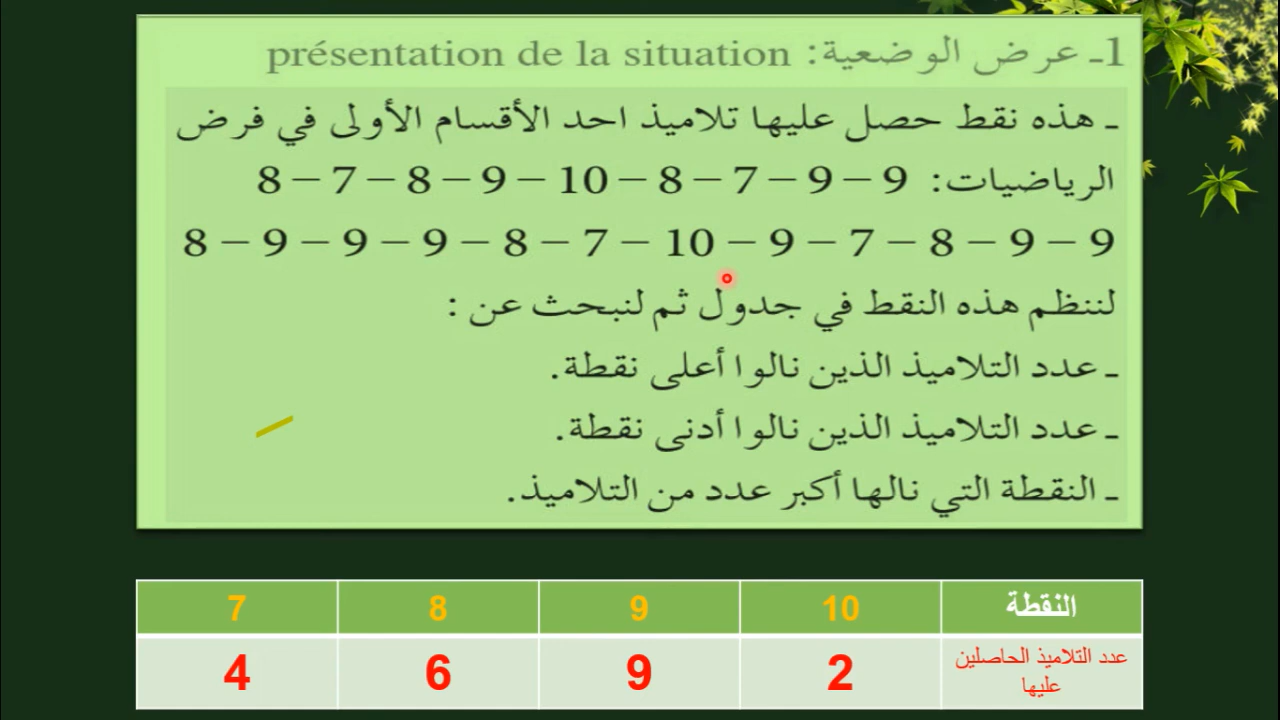 1ـ عرض الوضعية: présentation de la situation
ـ هذه نقط حصل عليها تلاميذ احد الأقسام الأولى في فرض
الرياضيات: 9 – 9 – 7 – 8 – 10 – 9 – 8 – 7 – 8
9 – 9 – 8 – 7 – 9 – 10 – 7 – 8 – 9 – 9 – 9 – 8
لننظم هذه النقط في جدول ثم لنبحث عن :
ـ عدد التلاميذ الذين نالوا أعلى نقطة.
ـ عدد التلاميذ الذين نالوا أدنى نقطة.
ـ النقطة التي نالها أكبر عدد من التلاميذ.
النقطة 10 9 8 7
عدد التلاميذ الحاصلين
عليها 2 9 6 4